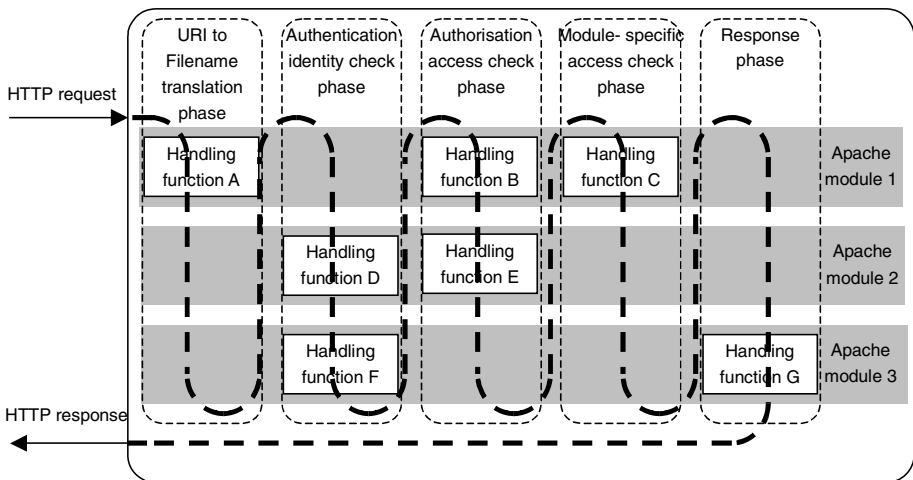 URI to
Filename
translation
phase
Authentication
identity check
phase
Authorisation
access check
phase
Module- specific
access check
phase
Response
phase
HTTP request
Handling
function A
Handling
function B
Handling
function C
Apache
module 1
Handling
function D
Handling
function E
Apache
module 2
Handling
function F
Handling
function G
Apache
module 3
HTTP response